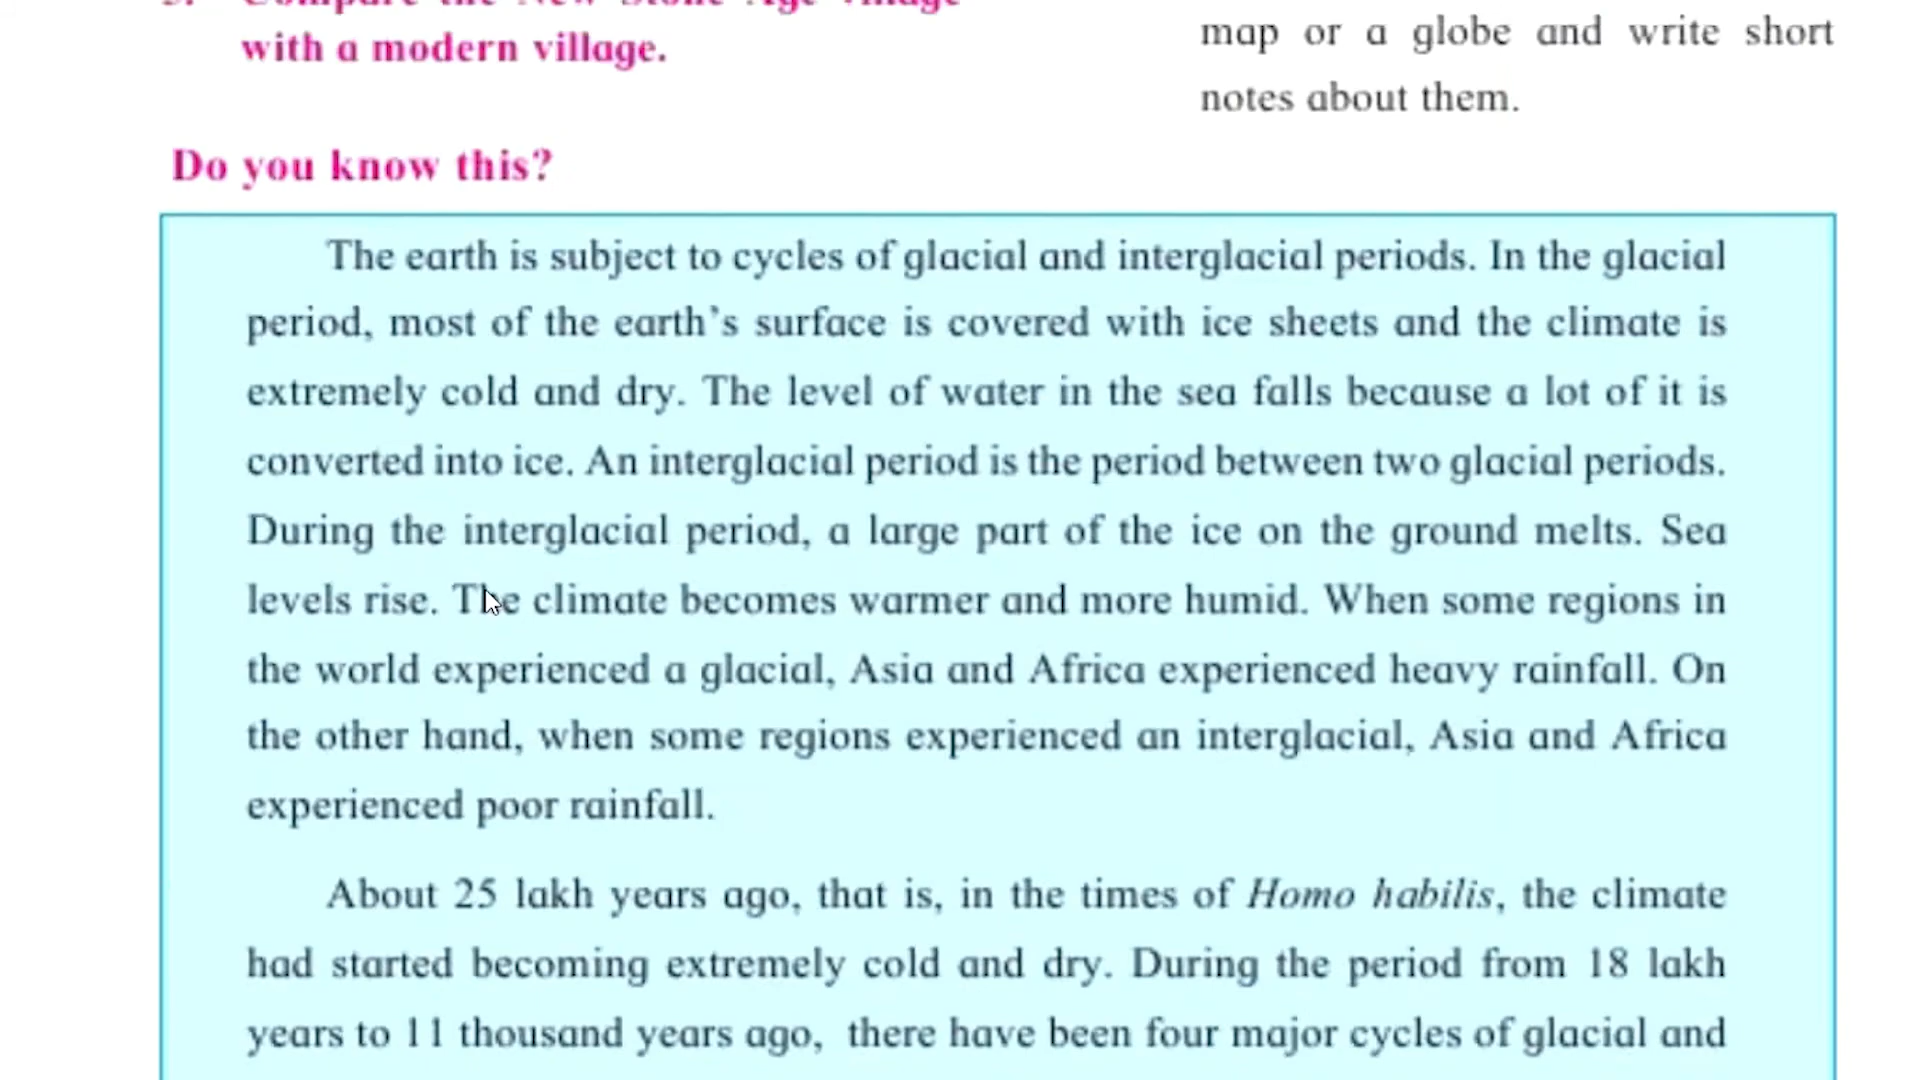 3. Compare the New Stone Age village
with a modern village.
map or a globe and write short
notes about them.
Do you know this?
The earth is subject to cycles of glacial and interglacial periods. In the glacial
period, most of the earth's surface is covered with ice sheets and the climate is
extremely cold and dry. The level of water in the sea falls because a lot of it is
converted into ice. An interglacial period is the period between two glacial periods.
During the interglacial period, a large part of the ice on the ground melts. Sea
levels rise. The climate becomes warmer and more humid. When some regions in
the world experienced a glacial, Asia and Africa experienced heavy rainfall. On
the other hand, when some regions experienced an interglacial, Asia and Africa
experienced poor rainfall.
About 25 lakh years ago, that is, in the times of Homo habilis, the climate
had started becoming extremely cold and dry. During the period from 18 lakh
years to 11 thousand years ago, there have been four major cycles of glacial and